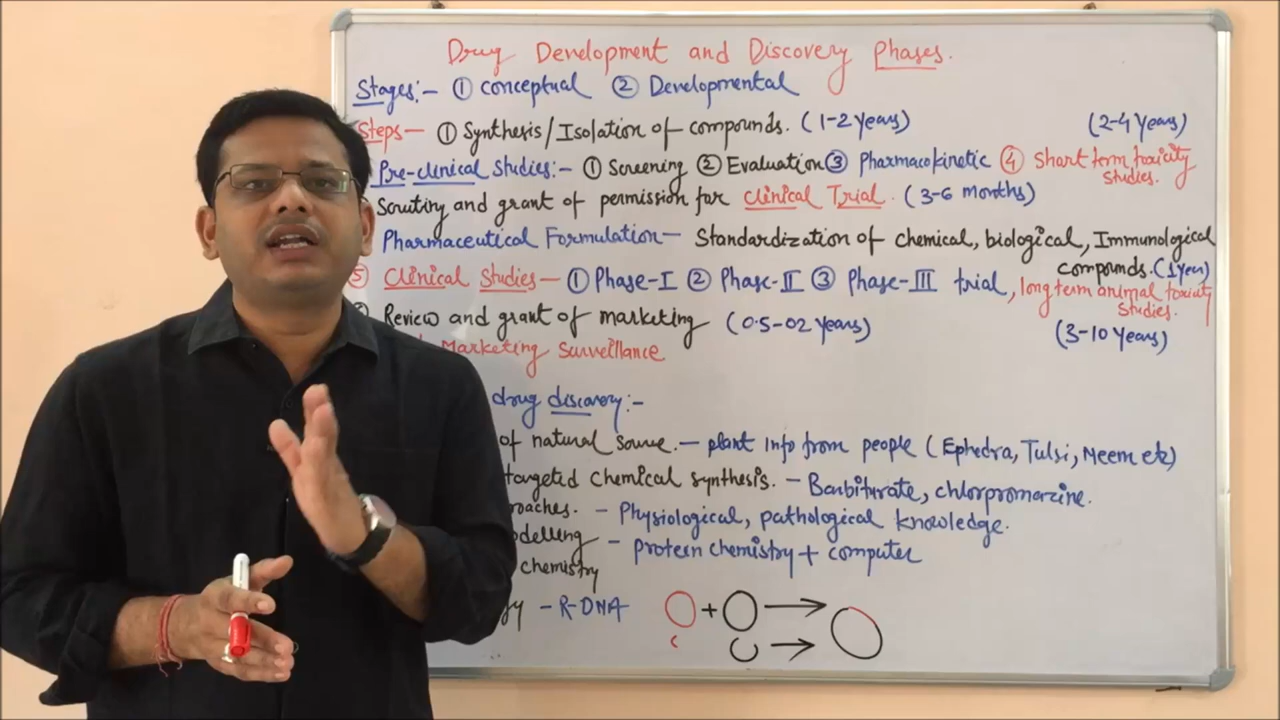 Drug Development and Discovery Phases.
Stages:- ① conceptual ② Developmental
Steps— ① Synthesis/Isolation of compounds. (1-2 years) (2-4 years)
Pre-clinical Studies:- ① Screening ② Evaluation ③ Pharmacokinetic ④ Short term toxicity
studies.
Scrutiny and grant of permission for Clinical Trial. (3-6 months)
Pharmaceutical Formulation— Standardization of chemical, biological, Immunological
compounds. (1 year)
⑤ Clinical Studies— ① Phase-I ② Phase-II ③ Phase-III trial, long term animal toxicity
studies.
Review and grant of marketing (0.5-02 years) (3-10 years)
Marketing Surveillance
drug discovery:-
of natural source. — plant info from people (Ephedra, Tulsi, Neem etc)
targeted chemical synthesis. - Barbiturate, chlorpromazine.
roaches. - Physiological, pathological knowledge.
odelling - protein chemistry + computer
chemistry
gy - R-DNA +